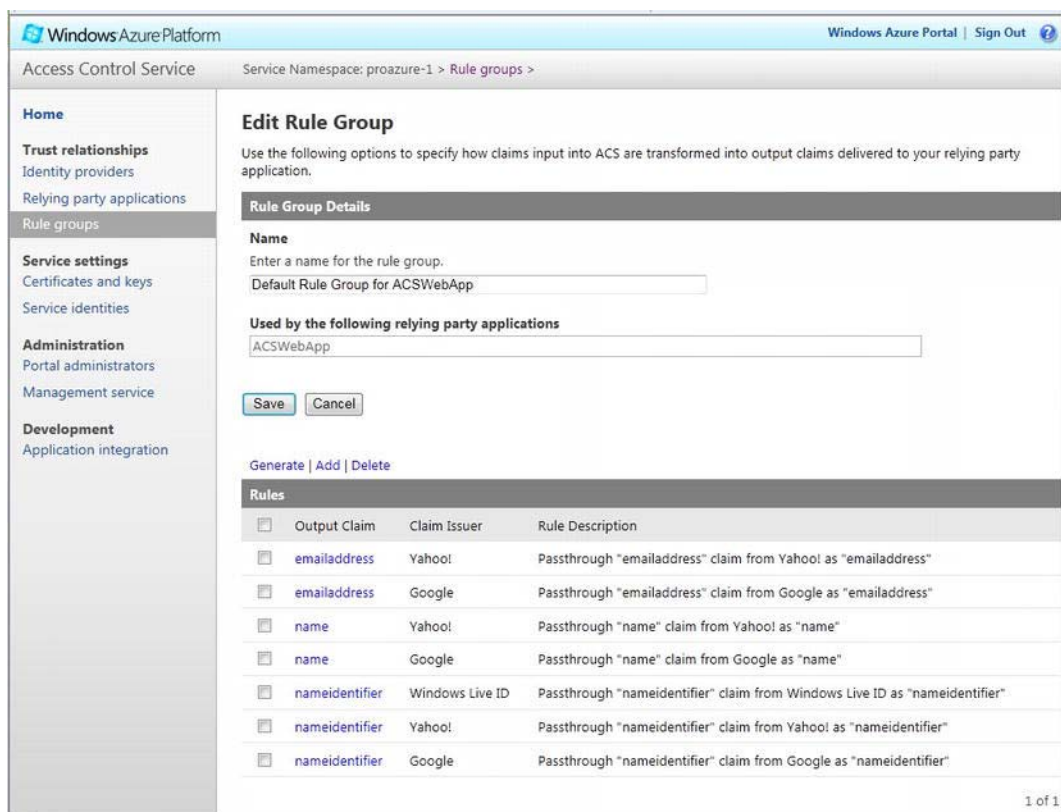 Windows Azure Platform
Windows Azure Portal | Sign Out ?
Access Control Service
Service Namespace: proazure-1 > Rule groups >
Home
Trust relationships
Identity providers
Relying party applications
Rule groups
Service settings
Certificates and keys
Service identities
Administration
Portal administrators
Management service
Development
Application integration
Edit Rule Group
Use the following options to specify how claims input into ACS are transformed into output claims delivered to your relying party
application.
Rule Group Details
Name
Enter a name for the rule group.
Default Rule Group for ACSWebApp
Used by the following relying party applications
ACSWebApp
Save Cancel
Generate | Add | Delete
Rules
Output Claim Claim Issuer Rule Description
emailaddress Yahoo! Passthrough "emailaddress" claim from Yahoo! as "emailaddress"
emailaddress Google Passthrough "emailaddress" claim from Google as "emailaddress"
name Yahoo! Passthrough "name" claim from Yahoo! as "name"
name Google Passthrough "name" claim from Google as "name"
nameidentifier Windows Live ID Passthrough "nameidentifier" claim from Windows Live ID as "nameidentifier"
nameidentifier Yahoo! Passthrough "nameidentifier" claim from Yahoo! as "nameidentifier"
nameidentifier Google Passthrough "nameidentifier" claim from Google as "nameidentifier"
1 of 1